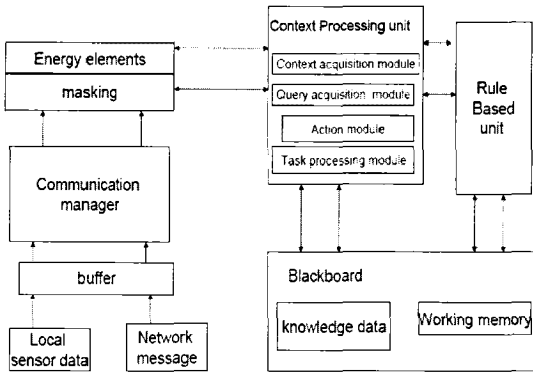 Energy elements
masking
Communication
manager
buffer
Local
sensor data
Network
message
Context Processing unit
Context acquisition module
Query acquisition module
Action module
Task processing module
Rule
Based
unit
Blackboard
knowledge data
Working memory